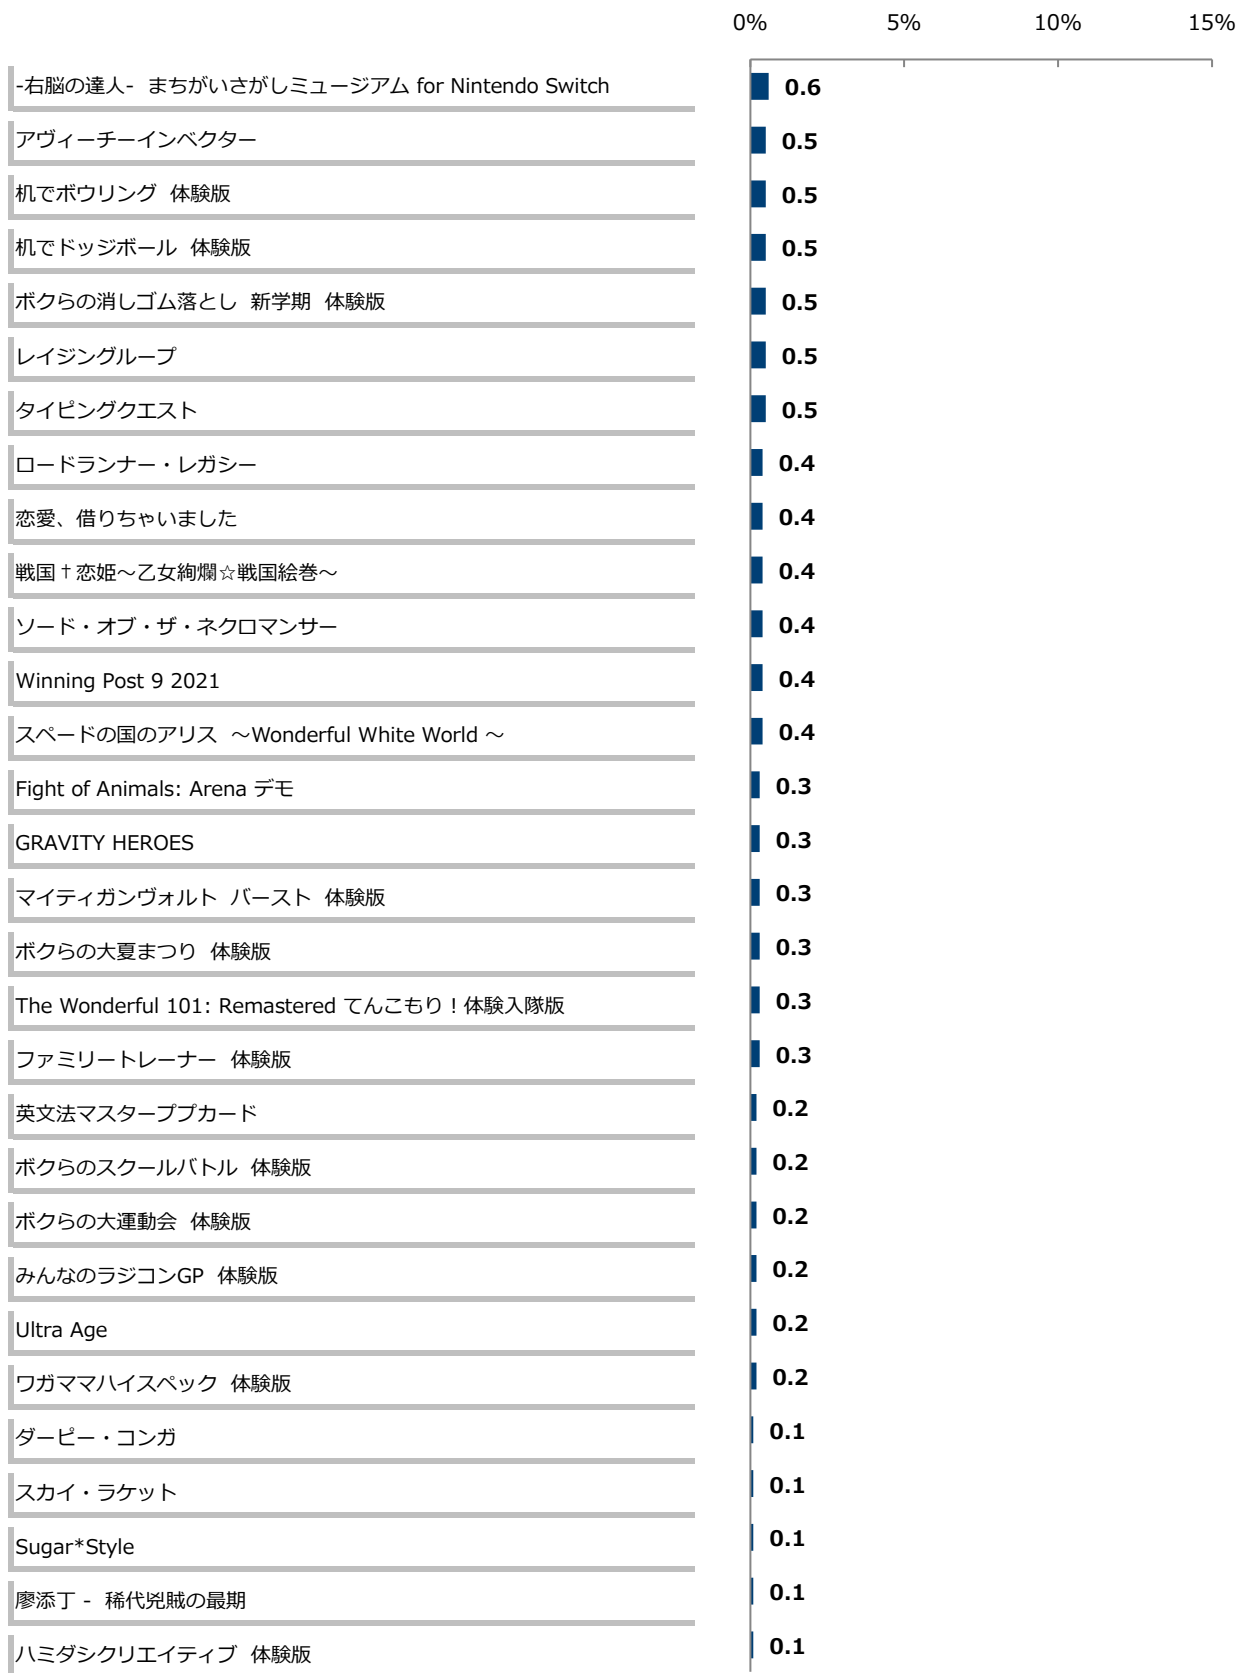 0% 5% 10% 15%
-右脳の達人- まちがいさがしミュージアム for Nintendo Switch 0.6
アヴィーチーインベクター 0.5
机でボウリング 体験版 0.5
机でドッジボール 体験版 0.5
ボクらの消しゴム落とし 新学期 体験版 0.5
レイジングループ 0.5
タイピングクエスト 0.5
ロードランナー・レガシー 0.4
恋愛、借りちゃいました 0.4
戦国†恋姫～乙女絢爛☆戦国絵巻～ 0.4
ソード・オブ・ザ・ネクロマンサー 0.4
Winning Post 9 2021 0.4
スペードの国のアリス ～Wonderful White World ～ 0.4
Fight of Animals: Arena デモ 0.3
GRAVITY HEROES 0.3
マイティガンヴォルト バースト 体験版 0.3
ボクらの大夏まつり 体験版 0.3
The Wonderful 101: Remastered てんこもり！体験入隊版 0.3
ファミリートレーナー 体験版 0.3
英文法マスタープププカード 0.2
ボクらのスクールバトル 体験版 0.2
ボクらの大運動会 体験版 0.2
みんなのラジコンGP 体験版 0.2
Ultra Age 0.2
ワガママハイスペック 体験版 0.2
ダーピー・コンガ 0.1
スカイ・ラケット 0.1
Sugar*Style 0.1
廖添丁 - 稀代兇賊の最期 0.1
ハミダシクリエイティブ 体験版 0.1